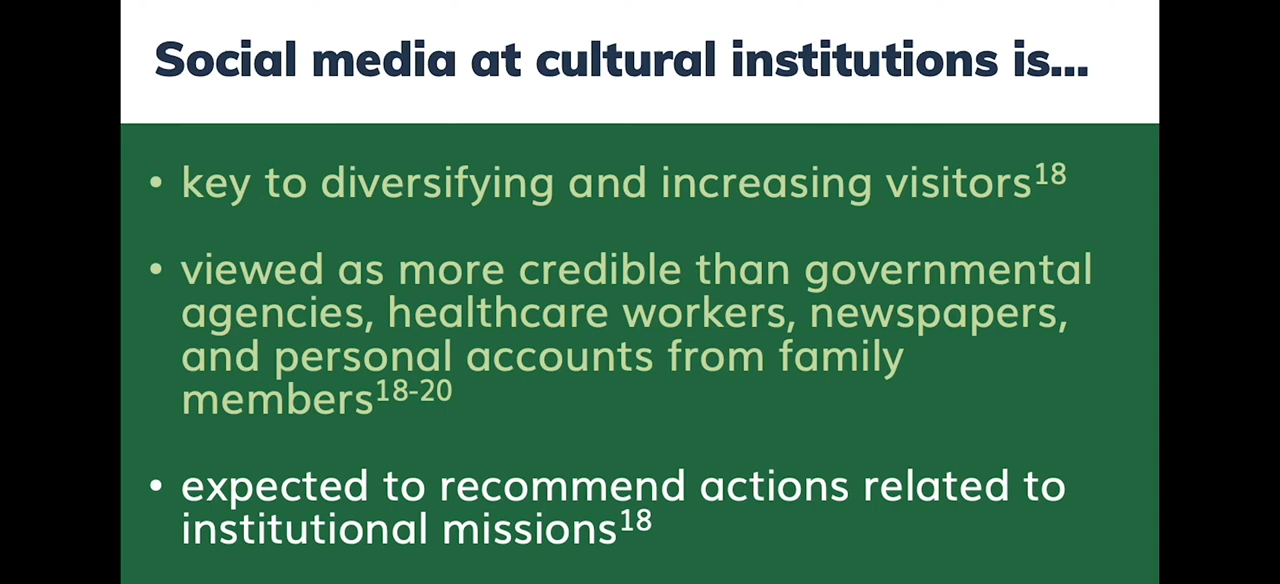 Social media at cultural institutions is...
• key to diversifying and increasing visitors18
• viewed as more credible than governmental
agencies, healthcare workers, newspapers,
and personal accounts from family
members18-20
• expected to recommend actions related to
institutional missions18